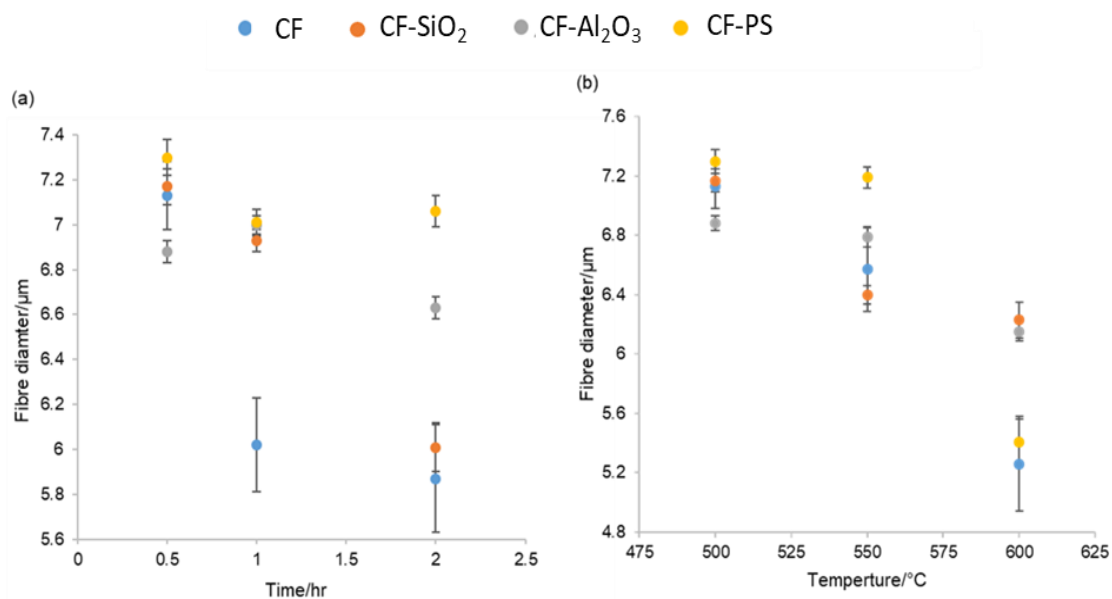 CF CF-SiO₂ CF-Al₂O₃ CF-PS
(a)
7.4
7.2
7
6.8
6.6
6.4
6.2
6
5.8
5.6
0 0.5 1 1.5 2 2.5
Fibre diamter/µm
Time/hr
(b)
7.6
7.2
6.8
6.4
6
5.6
5.2
4.8
475 500 525 550 575 600 625
Fibre diameter/µm
Temperture/°C